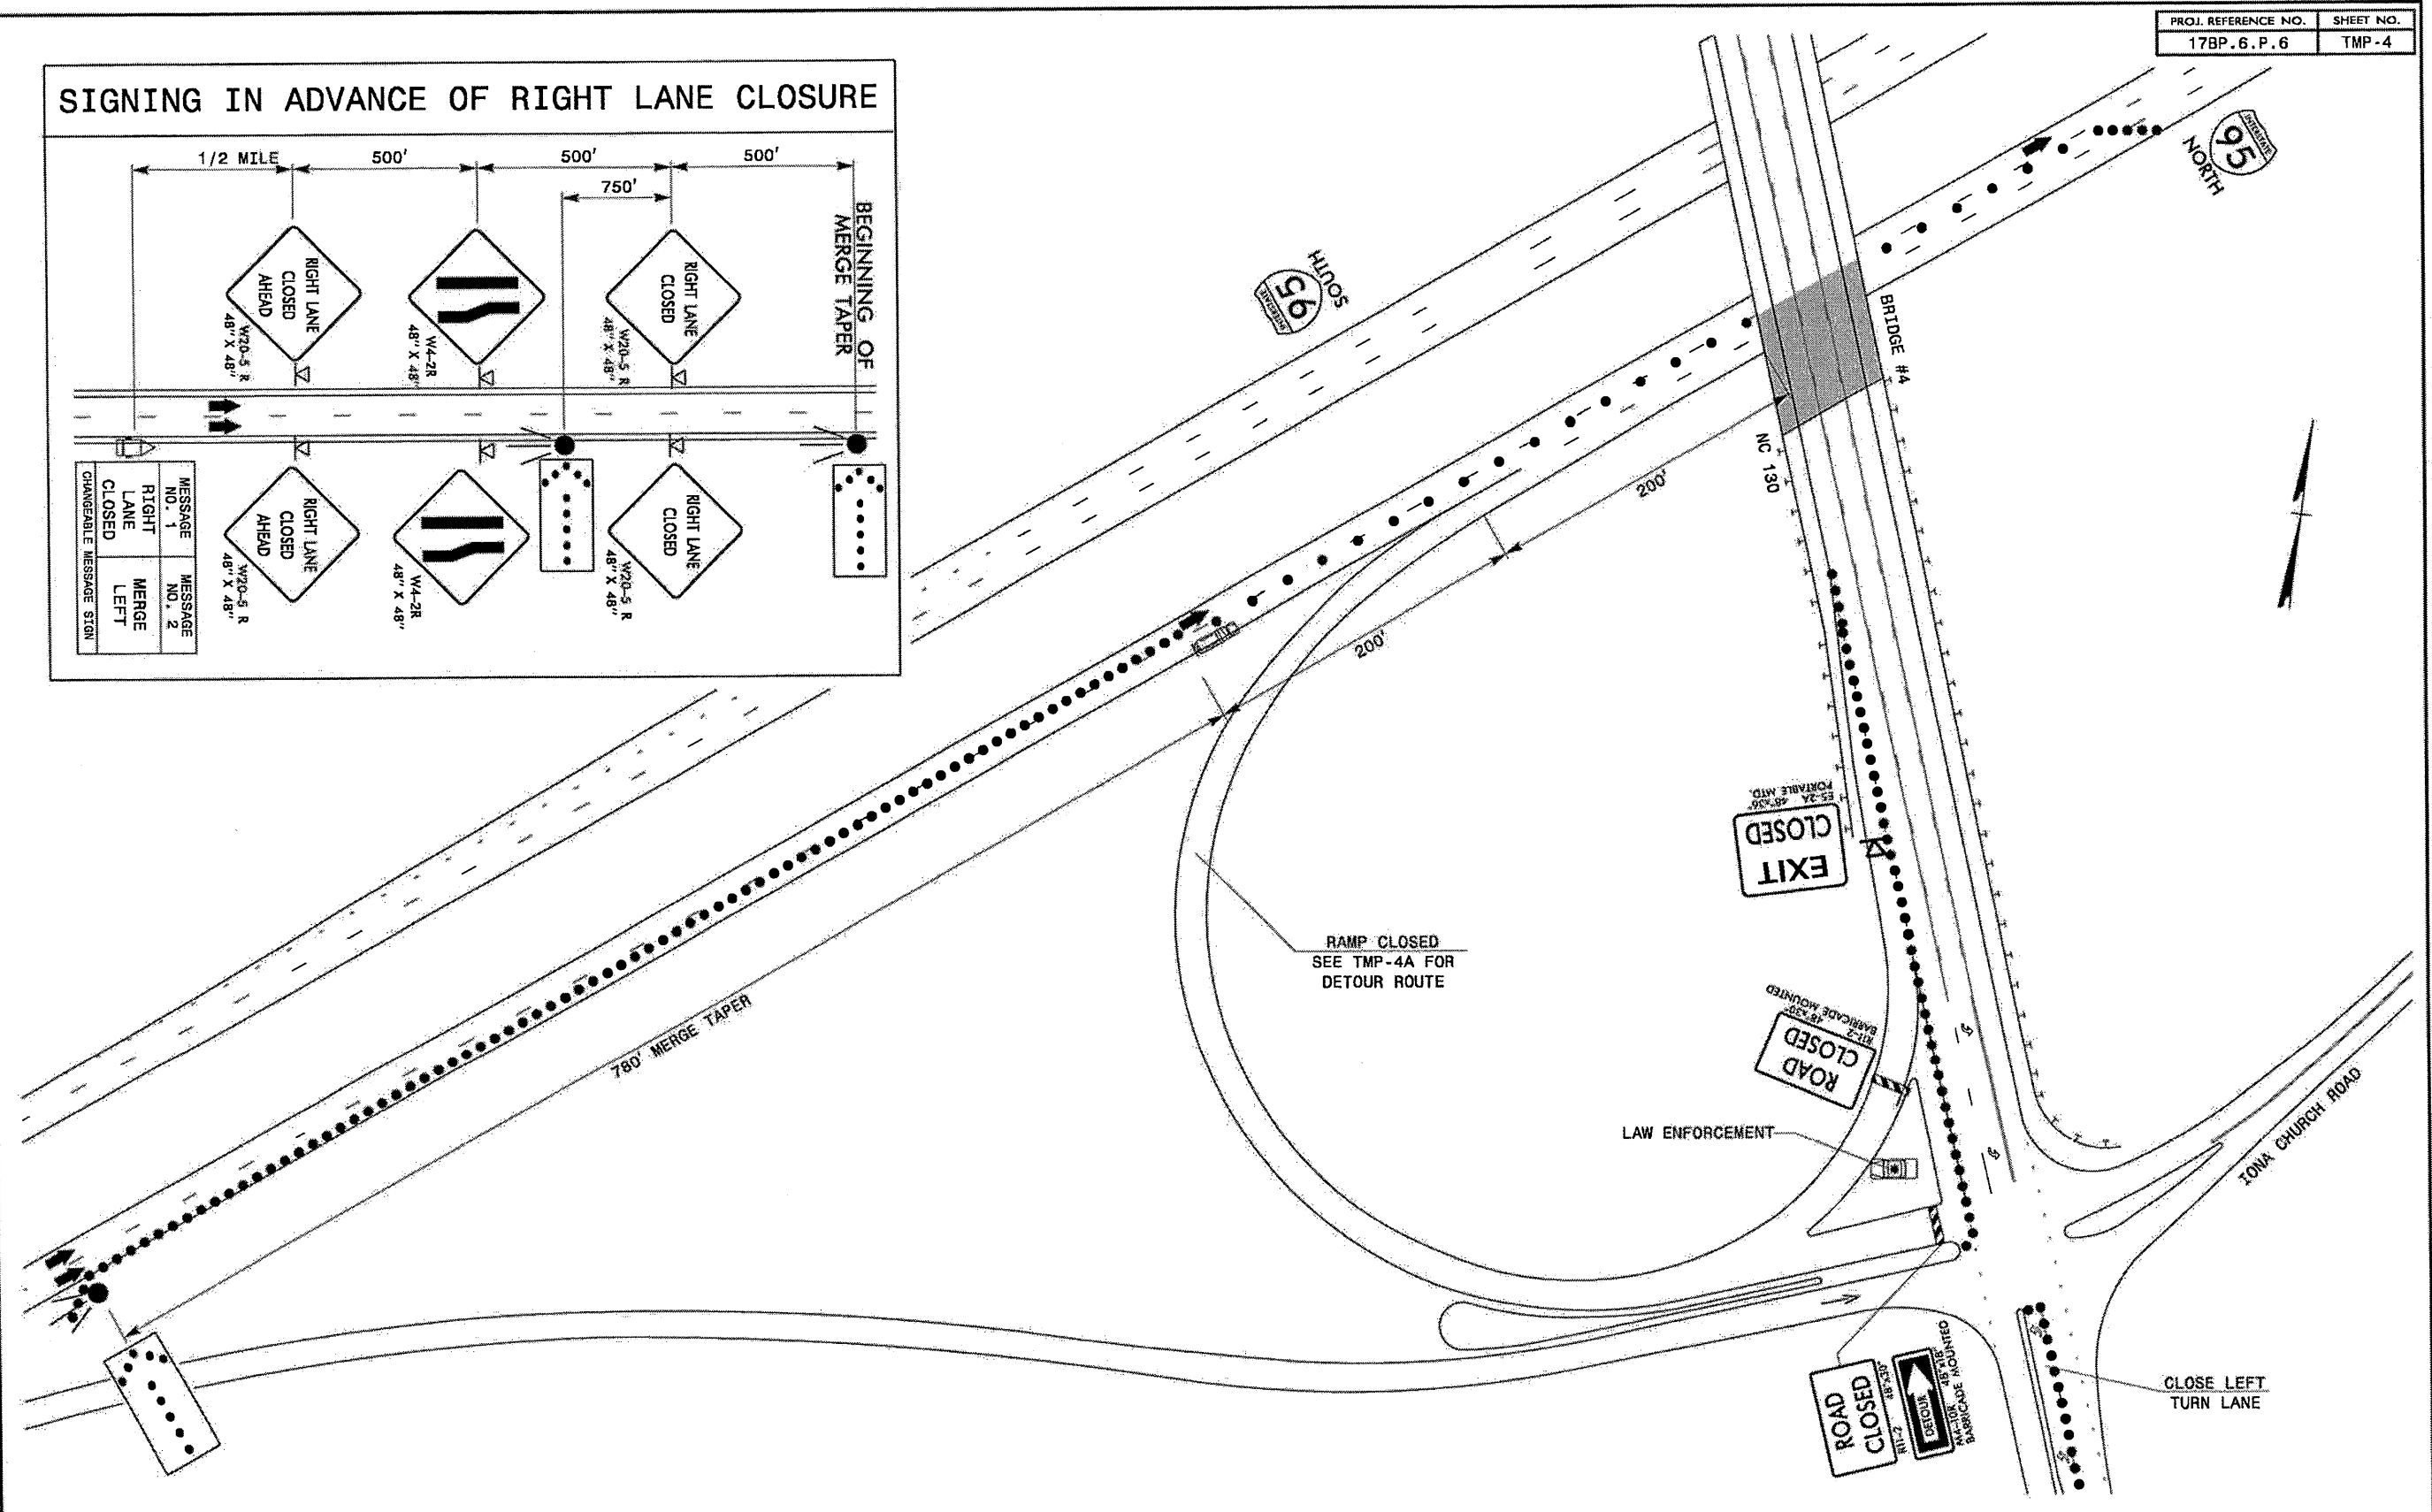 PROJ. REFERENCE NO.
SHEET NO.
17BP.6.P.6
TMP-4
SIGNING IN ADVANCE OF RIGHT LANE CLOSURE
1/2 MILE
500'
500'
500'
750'
BEGINNING OF
MERGE TAPER
RIGHT LANE
CLOSED
AHEAD
W20-5 R
48" X 48"
W4-2R
48" X 48"
RIGHT LANE
CLOSED
W20-5 R
48" X 48"
MESSAGE
NO. 1
RIGHT
LANE
CLOSED
MESSAGE
NO. 2
MERGE
LEFT
CHANGEABLE MESSAGE SIGN
RIGHT LANE
CLOSED
AHEAD
W20-5 R
48" X 48"
W4-2R
48" X 48"
RIGHT LANE
CLOSED
W20-5 R
48" X 48"
INTERSTATE
95
SOUTH
INTERSTATE
95
NORTH
BRIDGE #4
NC 130
200'
200'
780' MERGE TAPER
RAMP CLOSED
SEE TMP-4A FOR
DETOUR ROUTE
EXIT
CLOSED
E5-2A 48"x36"
PORTABLE MTD.
ROAD
CLOSED
R11-2
48"x30"
BARRICADE MOUNTED
LAW ENFORCEMENT
IONA CHURCH ROAD
ROAD
CLOSED
R11-2 48"x30"
DETOUR
M4-10R 48"x18"
BARRICADE MOUNTED
CLOSE LEFT
TURN LANE